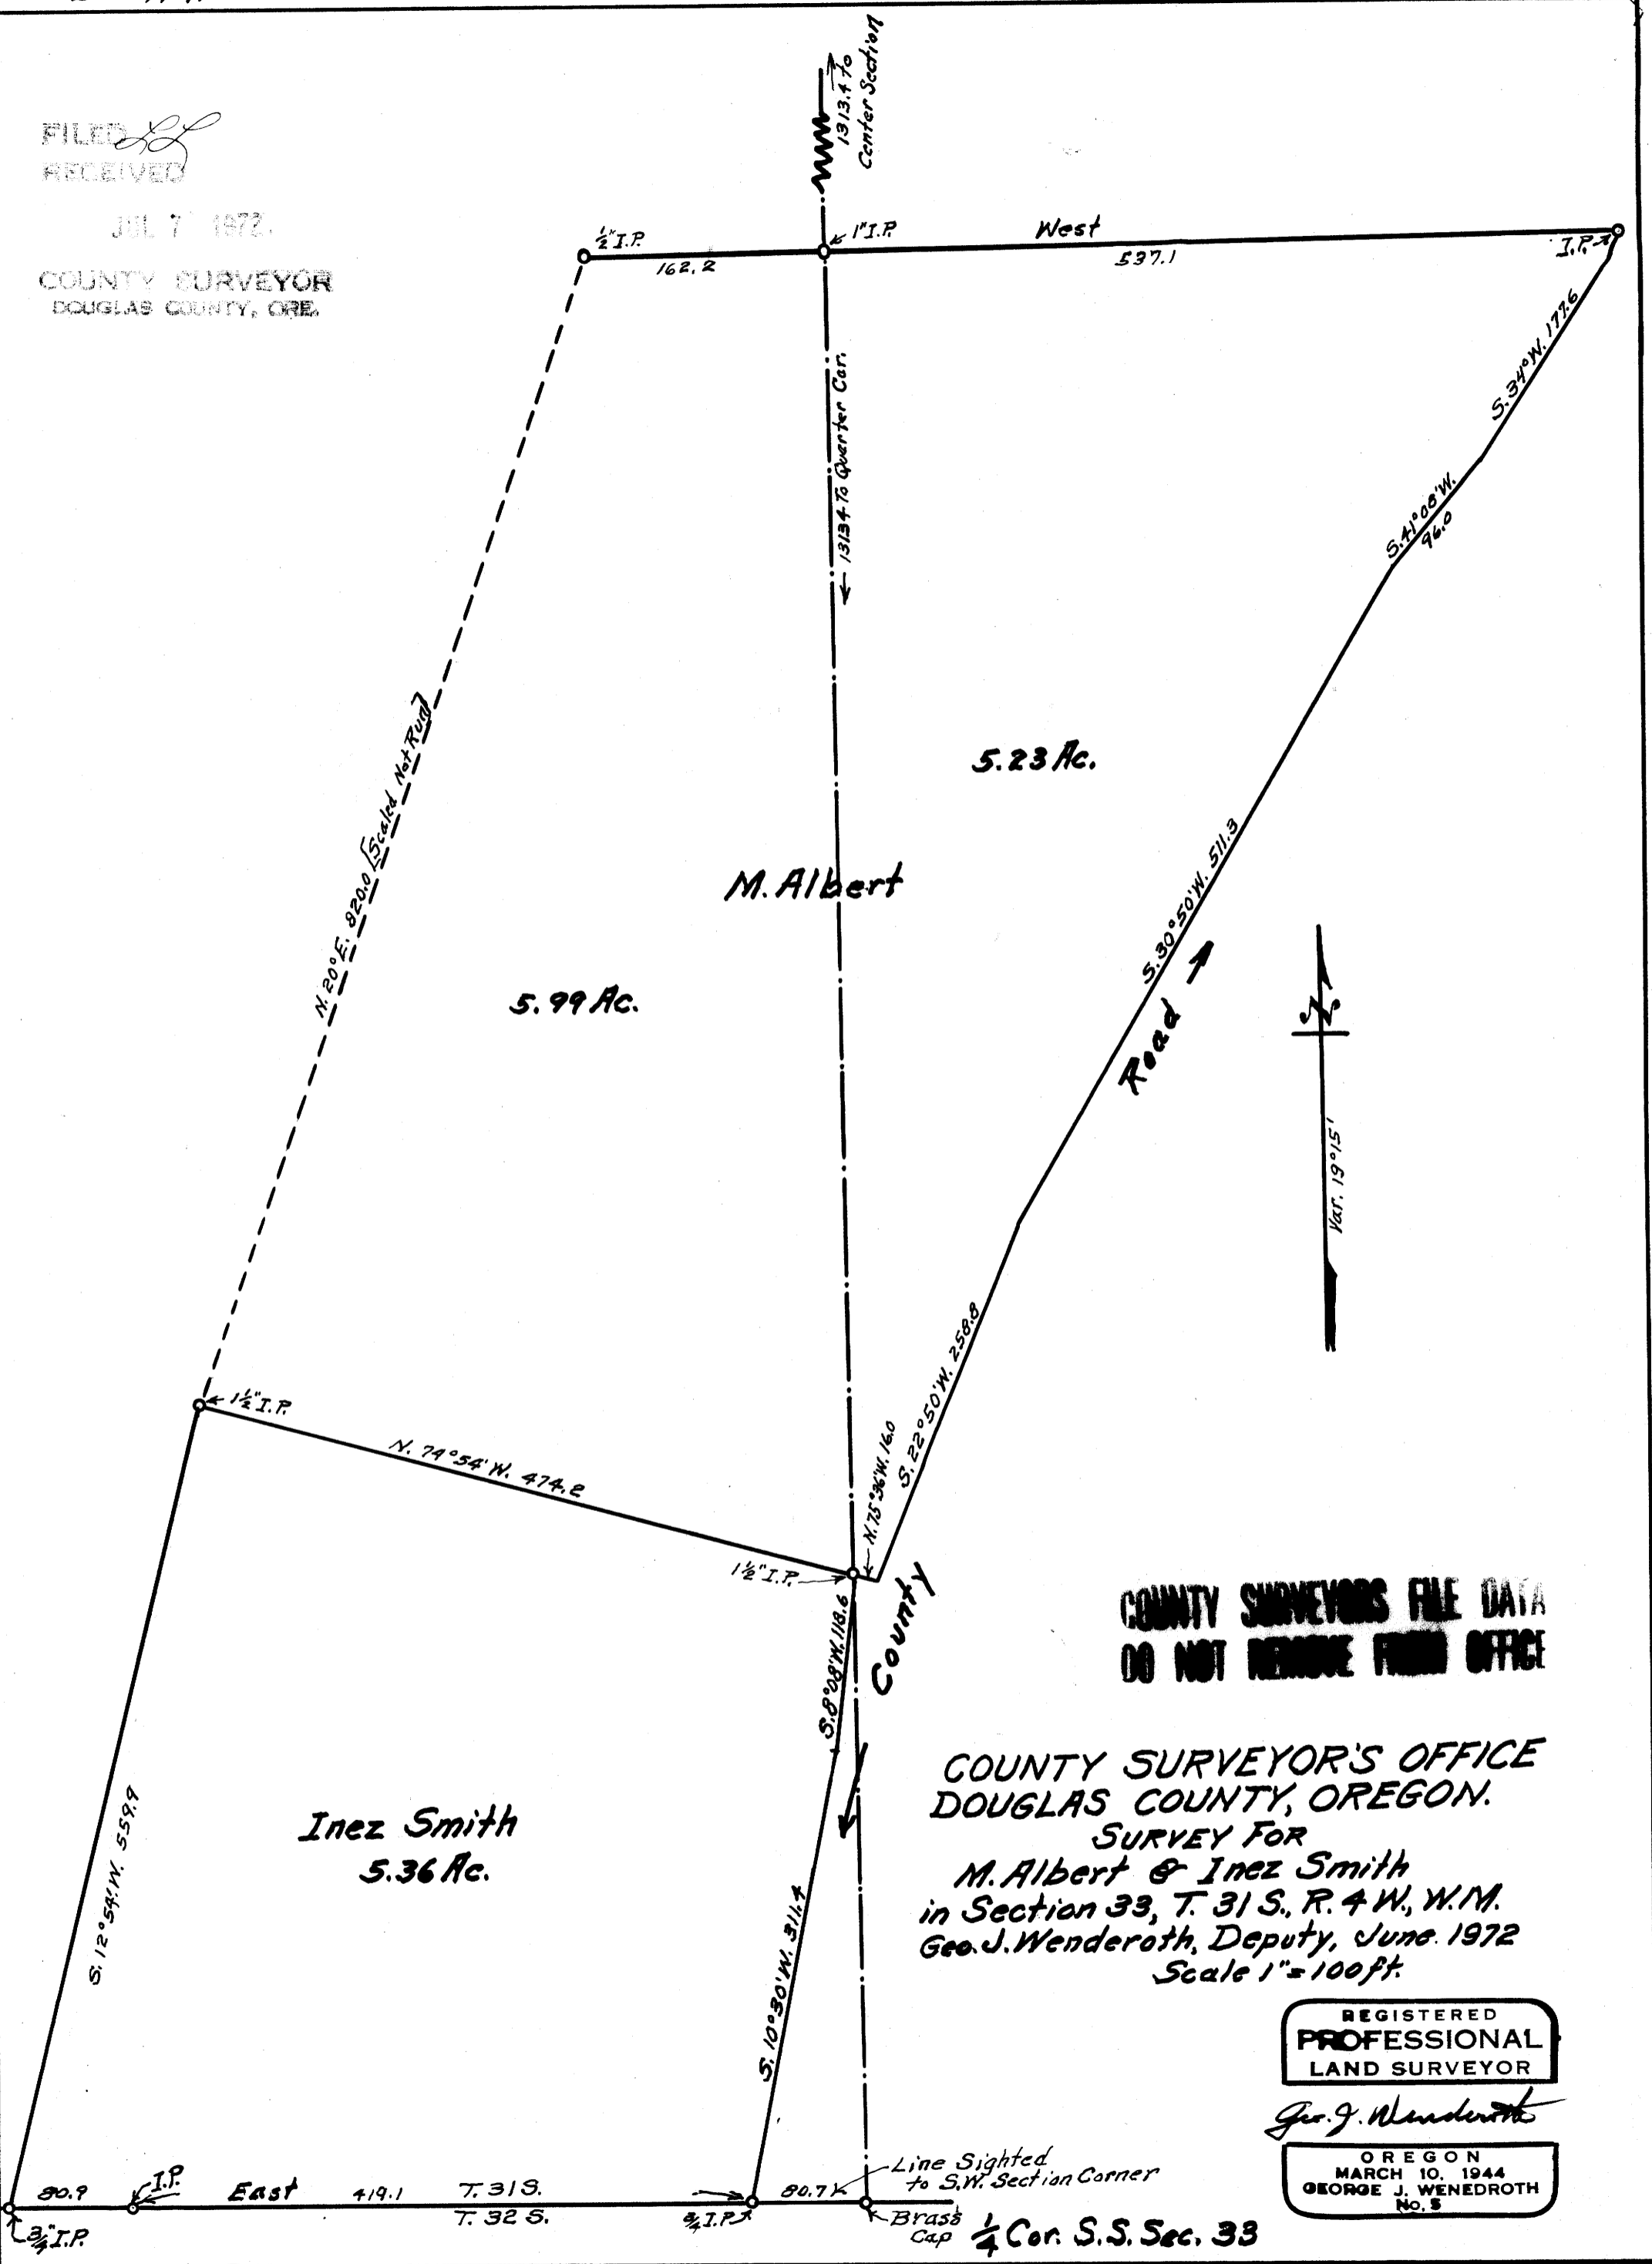 FILED
RECEIVED
JUL 7 1972.
COUNTY SURVEYOR
DOUGLAS COUNTY, ORE.
1313.4 to
Center Section
½" I.P.
162.2
1" I.P.
West
537.1
I.P.
S. 34° W. 177.6
S. 41° 08' W.
96.0
1313.4 To Quarter Cor.
5.23 Ac.
M. Albert
N. 20° E. 820.0 [Scaled Not Run]
5.99 Ac.
S. 30° 50' W. 511.3
Road
Var. 19° 15'
S. 22° 50' W. 258.8
N. 75° 36' W. 16.0
1½" I.P.
N. 74° 54' W. 474.2
1½" I.P.
County
S. 8° 08' W. 118.6
COUNTY SURVEYORS FILE DATA
DO NOT REMOVE FROM OFFICE
COUNTY SURVEYOR'S OFFICE
DOUGLAS COUNTY, OREGON.
SURVEY FOR
M. Albert & Inez Smith
in Section 33, T. 31 S., R. 4 W., W.M.
Geo. J. Wenderoth, Deputy, June. 1972
Scale 1" = 100 ft.
Inez Smith
5.36 Ac.
S. 12° 54' W. 559.9
S. 10° 30' W. 311.4
REGISTERED
PROFESSIONAL
LAND SURVEYOR
Geo. J. Wenderoth
OREGON
MARCH 10, 1944
GEORGE J. WENEDROTH
No. 5
Line Sighted
to S.W. Section Corner
80.9
I.P.
East
419.1
T. 31 S.
80.7
¾" I.P.
T. 32 S.
¾ I.P.
Brass
Cap
¼ Cor. S.S. Sec. 33